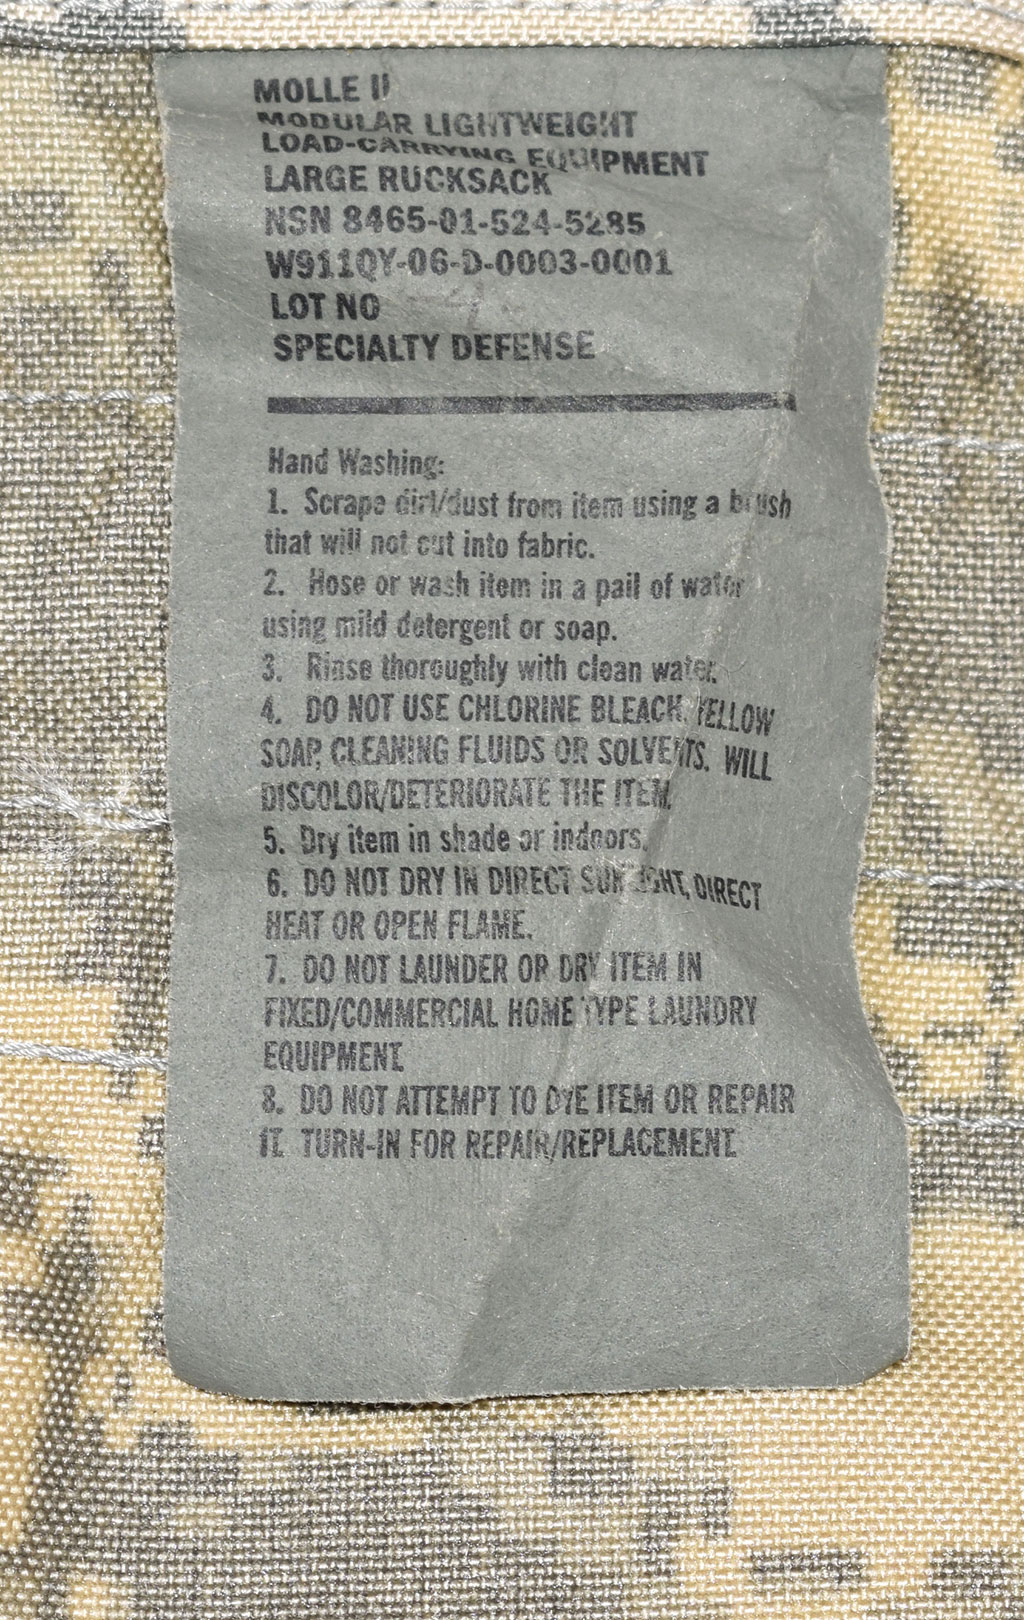 MOLLE II
MODULAR LIGHTWEIGHT
LOAD-CARRYING EQUIPMENT
LARGE RUCKSACK
NSN 8465-01-524-5285
W911QY-06-D-0003-0001
LOT NO
SPECIALTY DEFENSE
Hand Washing:
1. Scrape dirt/dust from item using a brush
that will not cut into fabric.
2. Hose or wash item in a pail of water
using mild detergent or soap.
3. Rinse thoroughly with clean water.
4. DO NOT USE CHLORINE BLEACH, YELLOW
SOAP, CLEANING FLUIDS OR SOLVENTS. WILL
DISCOLOR/DETERIORATE THE ITEM.
5. Dry item in shade or indoors.
6. DO NOT DRY IN DIRECT SUNLIGHT, DIRECT
HEAT OR OPEN FLAME.
7. DO NOT LAUNDER OR DRY ITEM IN
FIXED/COMMERCIAL HOME TYPE LAUNDRY
EQUIPMENT.
8. DO NOT ATTEMPT TO DYE ITEM OR REPAIR
IT. TURN-IN FOR REPAIR/REPLACEMENT.